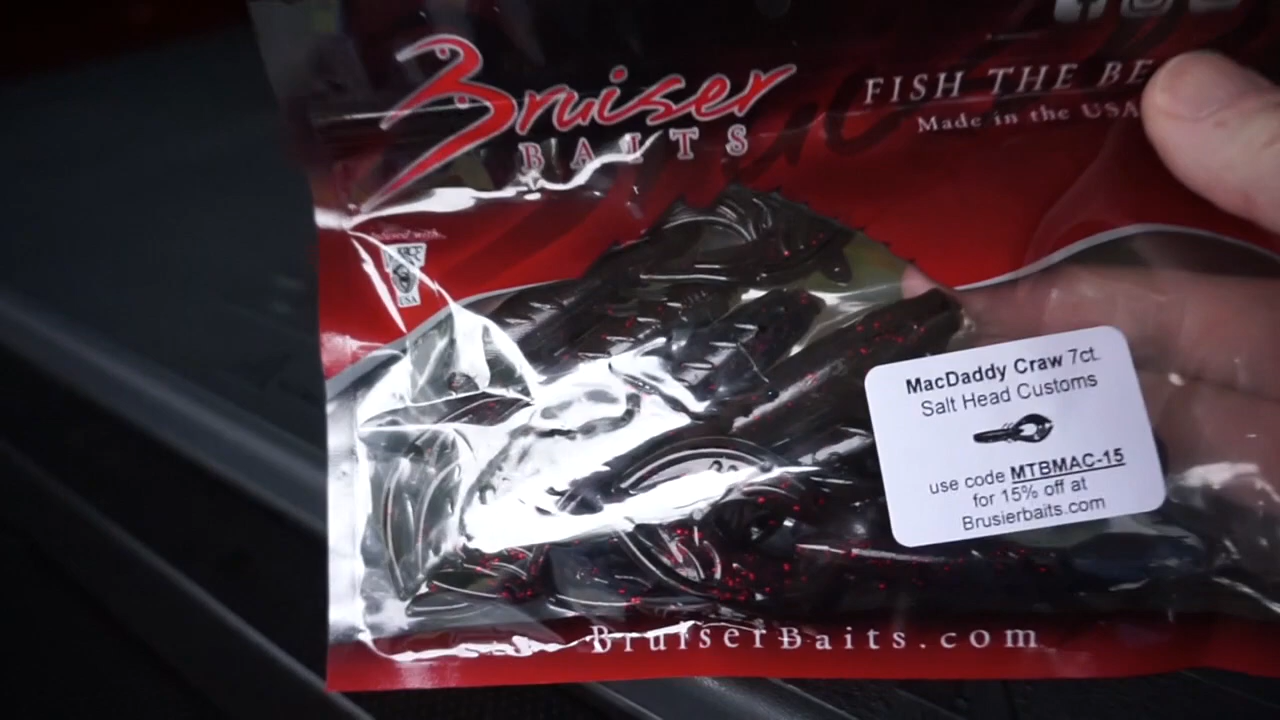 Bruiser
BAITS
FISH THE BE
Made in the USA
USA
MacDaddy Craw 7ct.
Salt Head Customs
use code MTBMAC-15
for 15% off at
Brusierbaits.com
BruiserBaits.com